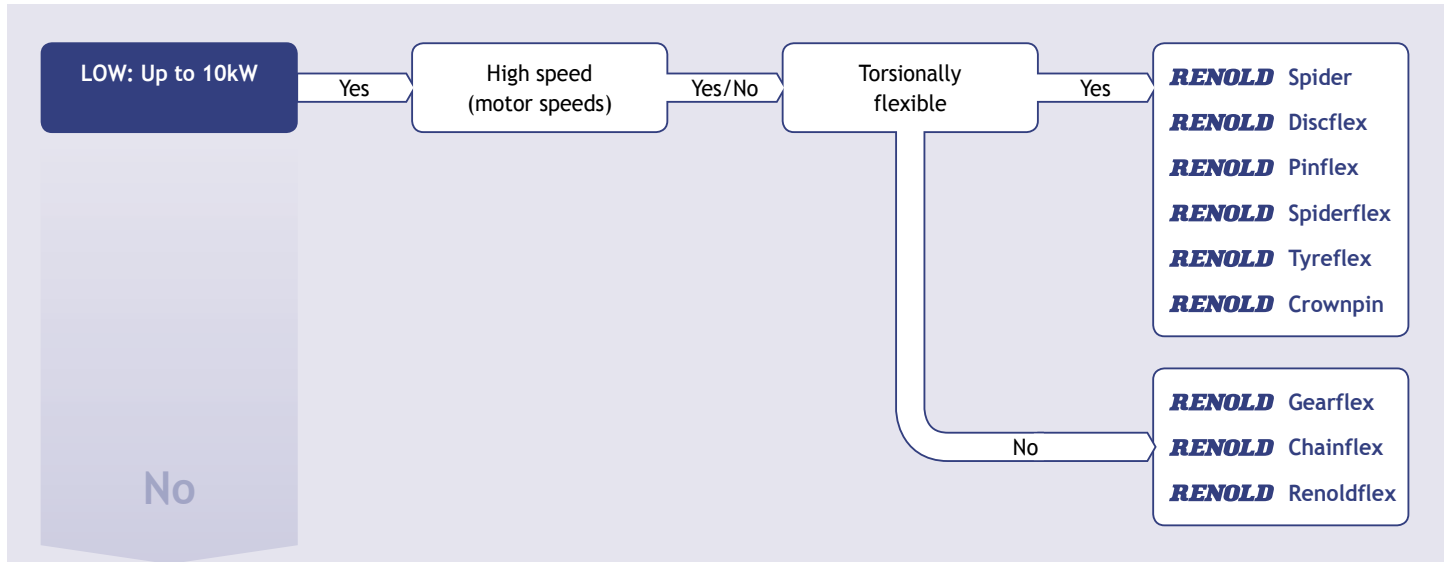 LOW: Up to 10kW
Yes
High speed
(motor speeds)
Yes/No
Torsionally
flexible
Yes
RENOLD Spider
RENOLD Discflex
RENOLD Pinflex
RENOLD Spiderflex
RENOLD Tyreflex
RENOLD Crownpin
No
RENOLD Gearflex
RENOLD Chainflex
RENOLD Renoldflex
No